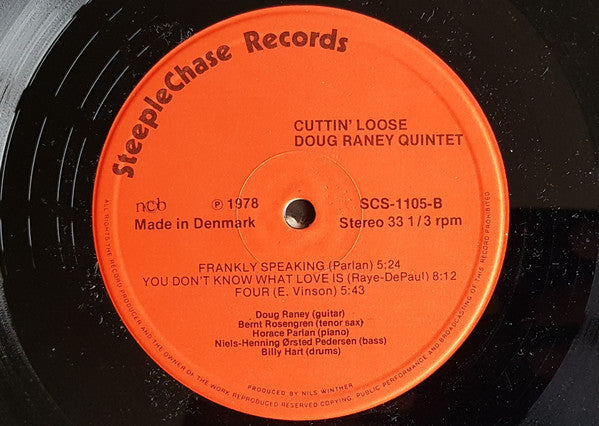 SteepleChase Records
CUTTIN' LOOSE
DOUG RANEY QUINTET
ncb ℗ 1978 SCS-1105-B
Made in Denmark Stereo 33 1/3 rpm
FRANKLY SPEAKING (Parlan) 5:24
YOU DON'T KNOW WHAT LOVE IS (Raye-DePaul) 8:12
FOUR (E. Vinson) 5:43
Doug Raney (guitar)
Bernt Rosengren (tenor sax)
Horace Parlan (piano)
Niels-Henning Ørsted Pedersen (bass)
Billy Hart (drums)
PRODUCED BY NILS WINTHER
ALL RIGHTS-THE RECORD PRODUCER AND THE OWNER OF THE WORK REPRODUCED RESERVED COPYING. PUBLIC PERFORMANCE AND BROADCASTING OF THIS RECORD PROHIBITED